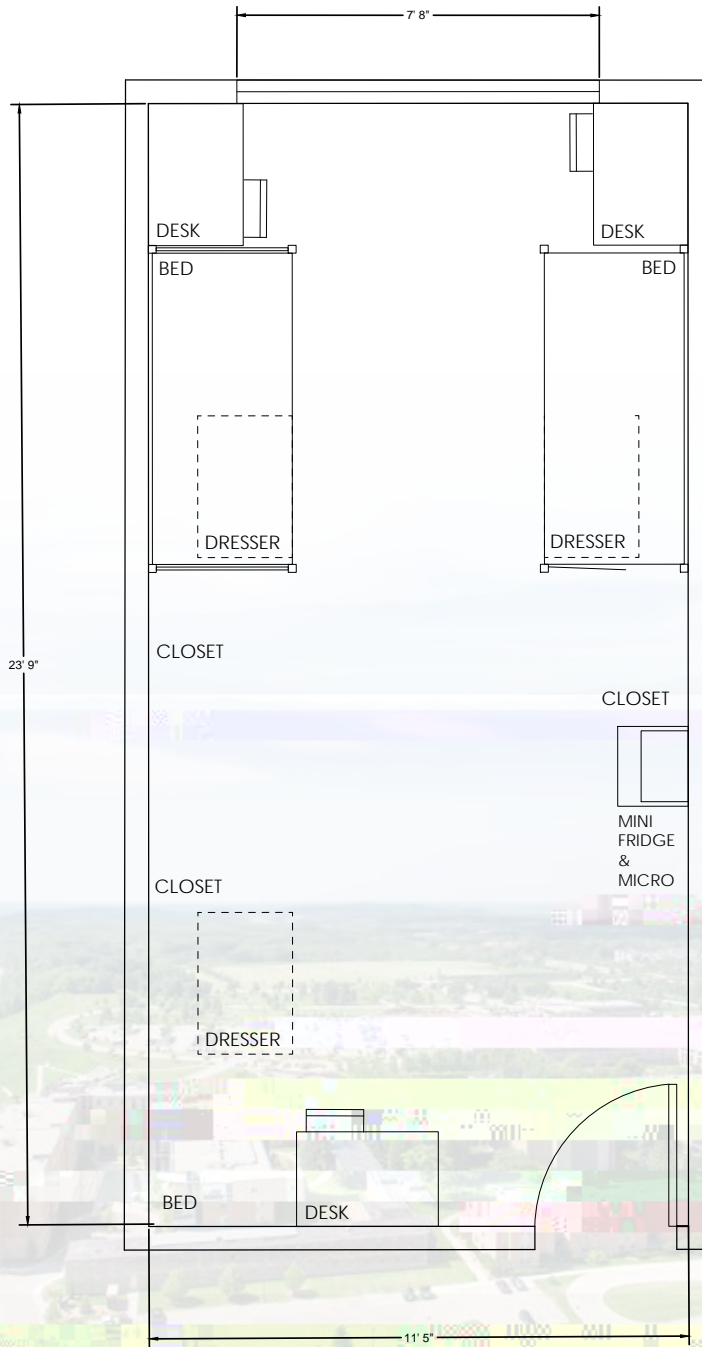 7' 8"
DESK
DESK
BED
BED
DRESSER
DRESSER
CLOSET
23' 9"
CLOSET
MINI
FRIDGE
&
MICRO
CLOSET
DRESSER
BED
DESK
11' 5"